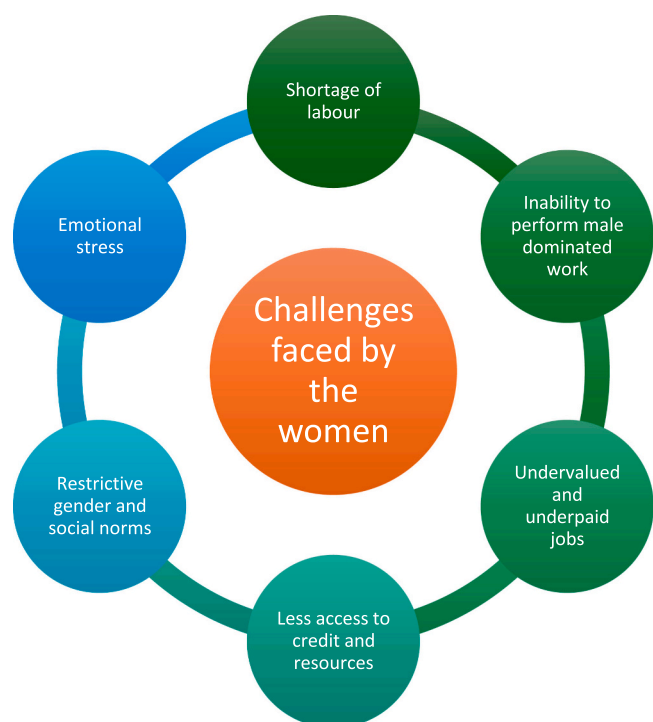 Shortage of
labour
Inability to
perform male
dominated
work
Undervalued
and
underpaid
jobs
Less access to
credit and
resources
Restrictive
gender and
social norms
Emotional
stress
Challenges
faced by
the
women